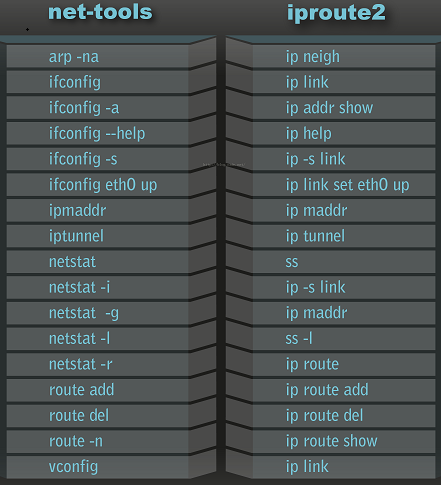 net-tools iproute2
arp -na ip neigh
ifconfig ip link
ifconfig -a ip addr show
ifconfig --help ip help
ifconfig -s ip -s link
ifconfig eth0 up ip link set eth0 up
ipmaddr ip maddr
iptunnel ip tunnel
netstat ss
netstat -i ip -s link
netstat  -g ip maddr
netstat -l ss -l
netstat -r ip route
route add ip route add
route del ip route del
route -n ip route show
vconfig ip link